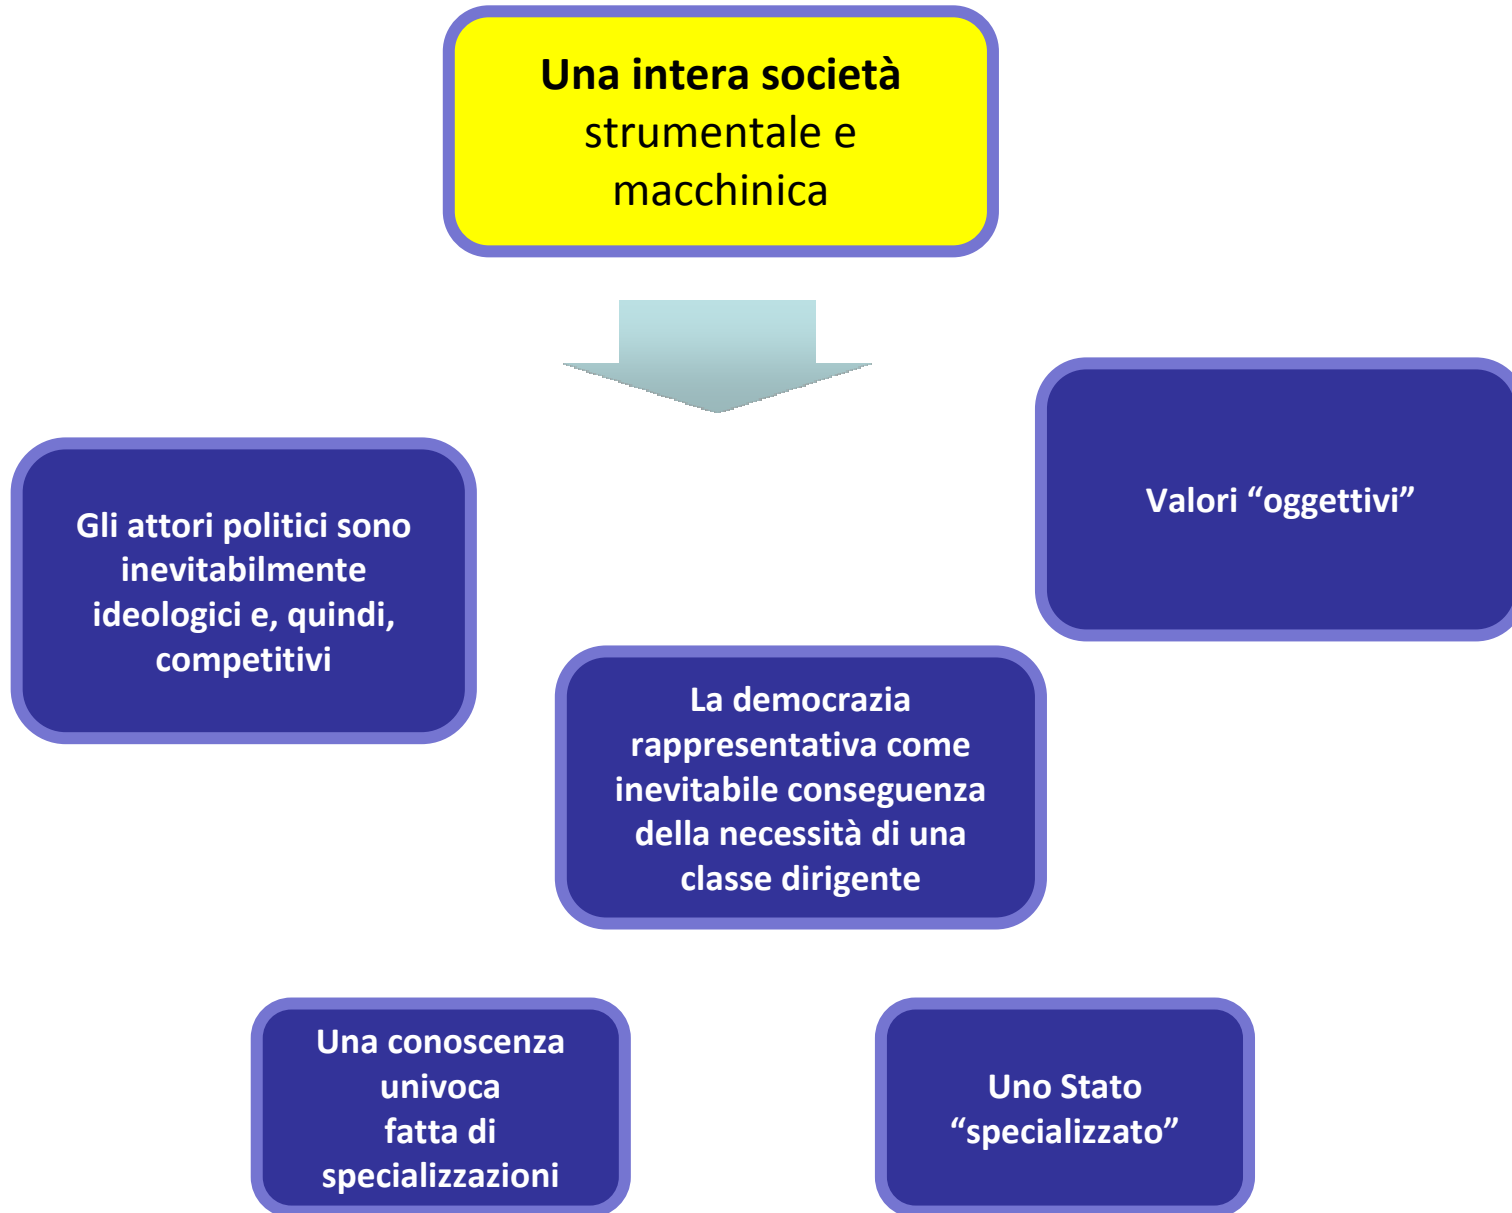 Una intera società
strumentale e
macchinica
Gli attori politici sono
inevitabilmente
ideologici e, quindi,
competitivi
Valori “oggettivi”
La democrazia
rappresentativa come
inevitabile conseguenza
della necessità di una
classe dirigente
Una conoscenza
univoca
fatta di
specializzazioni
Uno Stato
“specializzato”